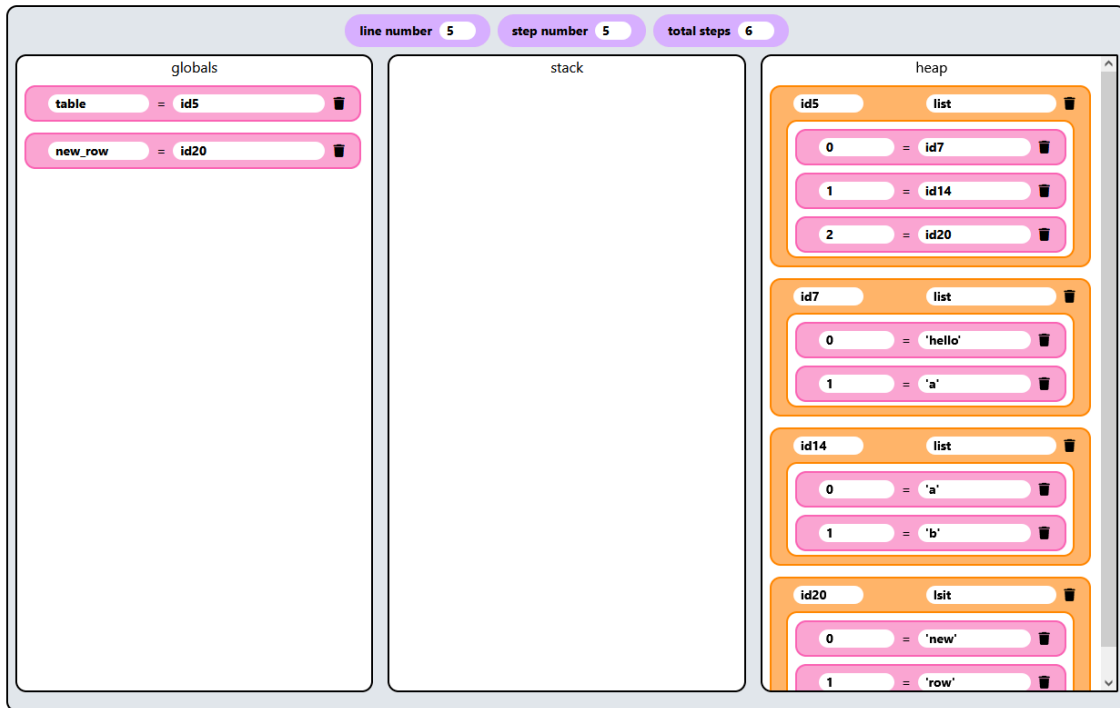 line number 5 step number 5 total steps 6
globals
table = id5
new_row = id20
stack
heap
id5 list
0 = id7
1 = id14
2 = id20
id7 list
0 = 'hello'
1 = 'a'
id14 list
0 = 'a'
1 = 'b'
id20 lsit
0 = 'new'
1 = 'row'